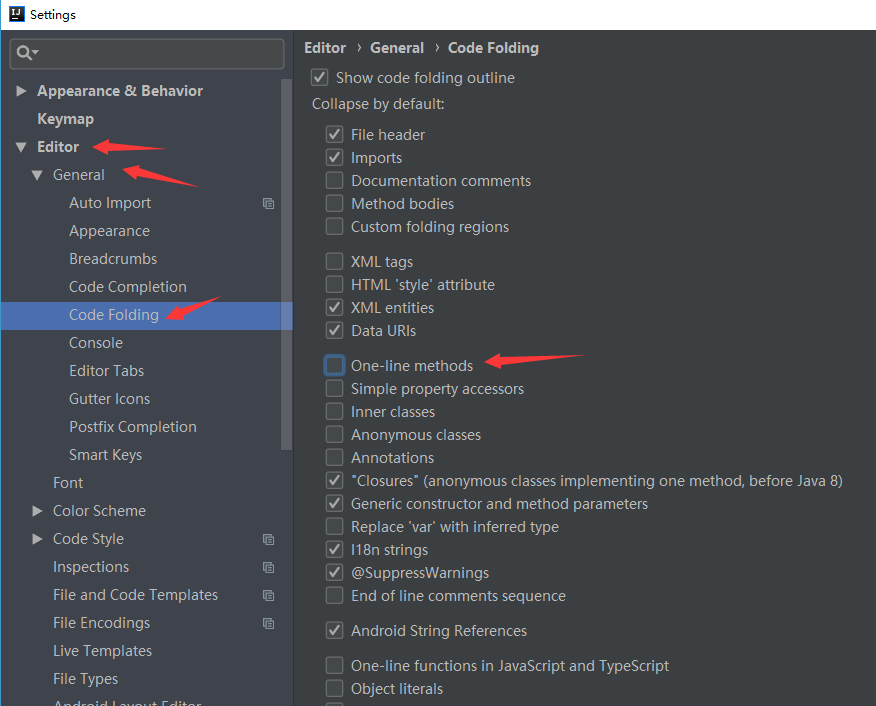 IJ
Settings
Appearance & Behavior
Keymap
Editor
General
Auto Import
Appearance
Breadcrumbs
Code Completion
Code Folding
Console
Editor Tabs
Gutter Icons
Postfix Completion
Smart Keys
Font
Color Scheme
Code Style
Inspections
File and Code Templates
File Encodings
Live Templates
File Types
Android Layout Editor
Editor › General › Code Folding
Show code folding outline
Collapse by default:
File header
Imports
Documentation comments
Method bodies
Custom folding regions
XML tags
HTML 'style' attribute
XML entities
Data URIs
One-line methods
Simple property accessors
Inner classes
Anonymous classes
Annotations
"Closures" (anonymous classes implementing one method, before Java 8)
Generic constructor and method parameters
Replace 'var' with inferred type
I18n strings
@SuppressWarnings
End of line comments sequence
Android String References
One-line functions in JavaScript and TypeScript
Object literals